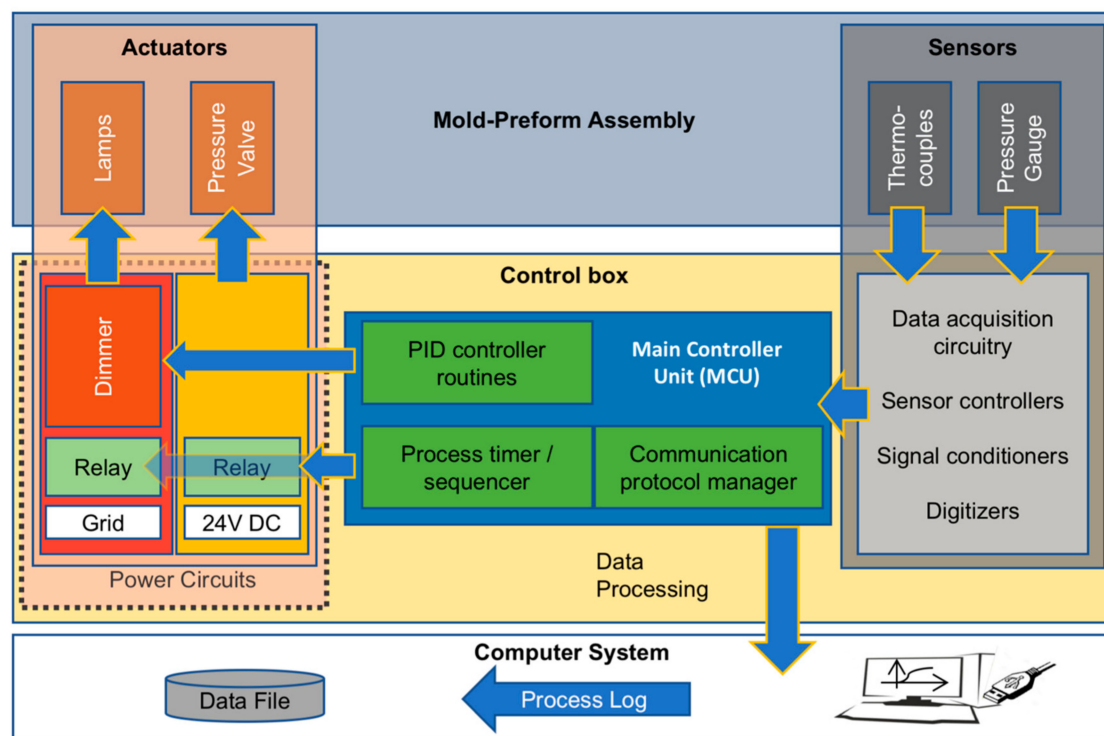 Actuators
Sensors
Lamps
Pressure
Valve
Mold-Preform Assembly
Thermo-
couples
Pressure
Gauge
Control box
Dimmer
PID controller
routines
Main Controller
Unit (MCU)
Data acquisition
circuitry
Sensor controllers
Signal conditioners
Digitizers
Relay
Relay
Process timer /
sequencer
Communication
protocol manager
Grid
24V DC
Power Circuits
Data
Processing
Computer System
Data File
Process Log